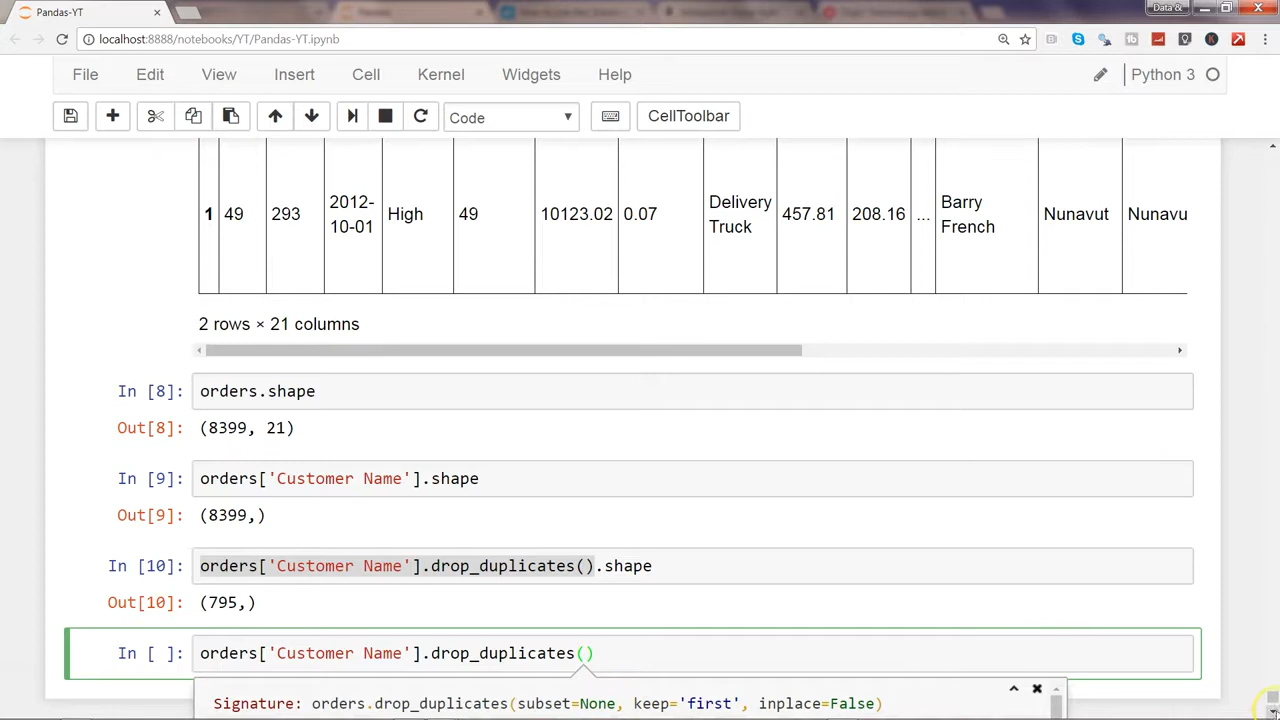 Pandas-YT
Data &
localhost:8888/notebooks/YT/Pandas-YT.ipynb
File Edit View Insert Cell Kernel Widgets Help Python 3
Code CellToolbar
1 49 293 2012-10-01 High 49 10123.02 0.07 Delivery Truck 457.81 208.16 ... Barry French Nunavut Nunavu
2 rows × 21 columns
In [8]: orders.shape
Out[8]: (8399, 21)
In [9]: orders['Customer Name'].shape
Out[9]: (8399,)
In [10]: orders['Customer Name'].drop_duplicates().shape
Out[10]: (795,)
In [ ]: orders['Customer Name'].drop_duplicates()
Signature: orders.drop_duplicates(subset=None, keep='first', inplace=False)